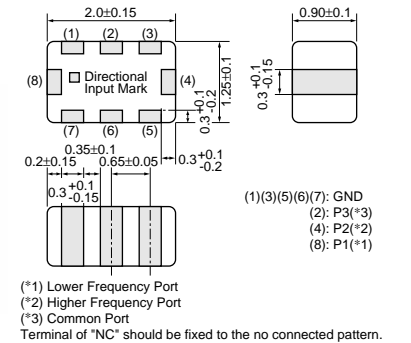 2.0±0.15
0.90±0.1
(1) (2) (3)
(8) Directional
Input Mark
(4)
1.25±0.1
0.3 +0.1 -0.2
0.3 +0.1 -0.15
(7) (6) (5)
0.35±0.1
0.2±0.15 0.65±0.05
0.3 +0.1 -0.2
0.3 +0.1 -0.15
(1)(3)(5)(6)(7): GND
(2): P3(*3)
(4): P2(*2)
(8): P1(*1)
(*1) Lower Frequency Port
(*2) Higher Frequency Port
(*3) Common Port
Terminal of "NC" should be fixed to the no connected pattern.